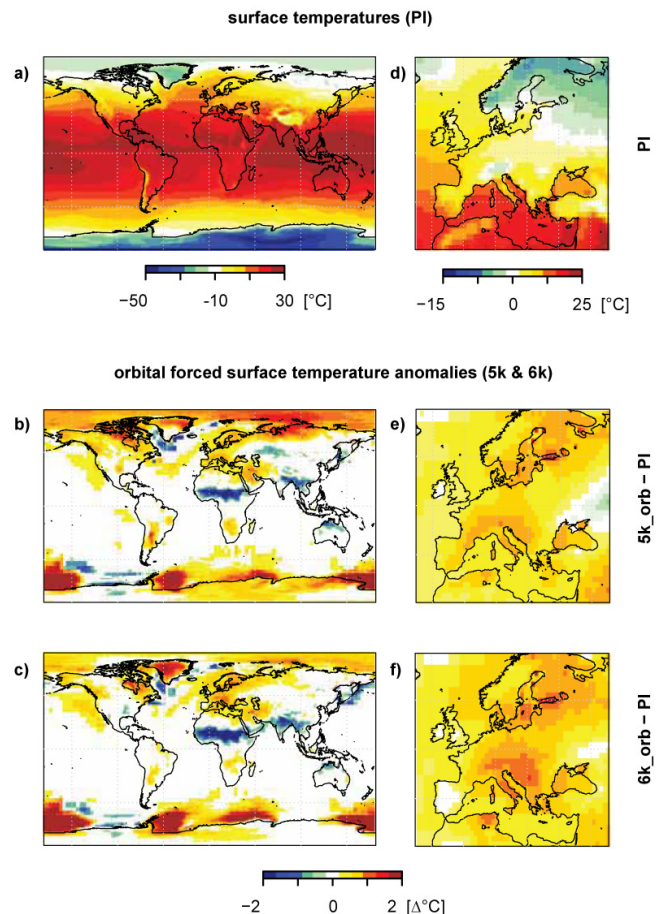 surface temperatures (PI)
a)
d)
PI
−50 -10 30 [°C]
−15 0 25 [°C]
orbital forced surface temperature anomalies (5k & 6k)
b)
e)
5k_orb − PI
c)
f)
6k_orb − PI
−2 0 2 [Δ°C]